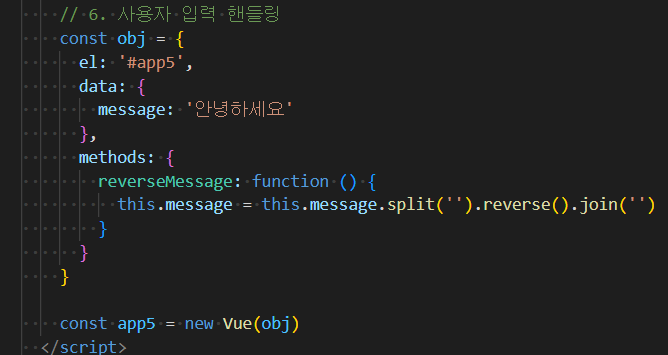 // 6. 사용자 입력 핸들링
const obj = {
el: '#app5',
data: {
message: '안녕하세요'
},
methods: {
reverseMessage: function () {
this.message = this.message.split('').reverse().join('')
}
}
}
const app5 = new Vue(obj)
</script>